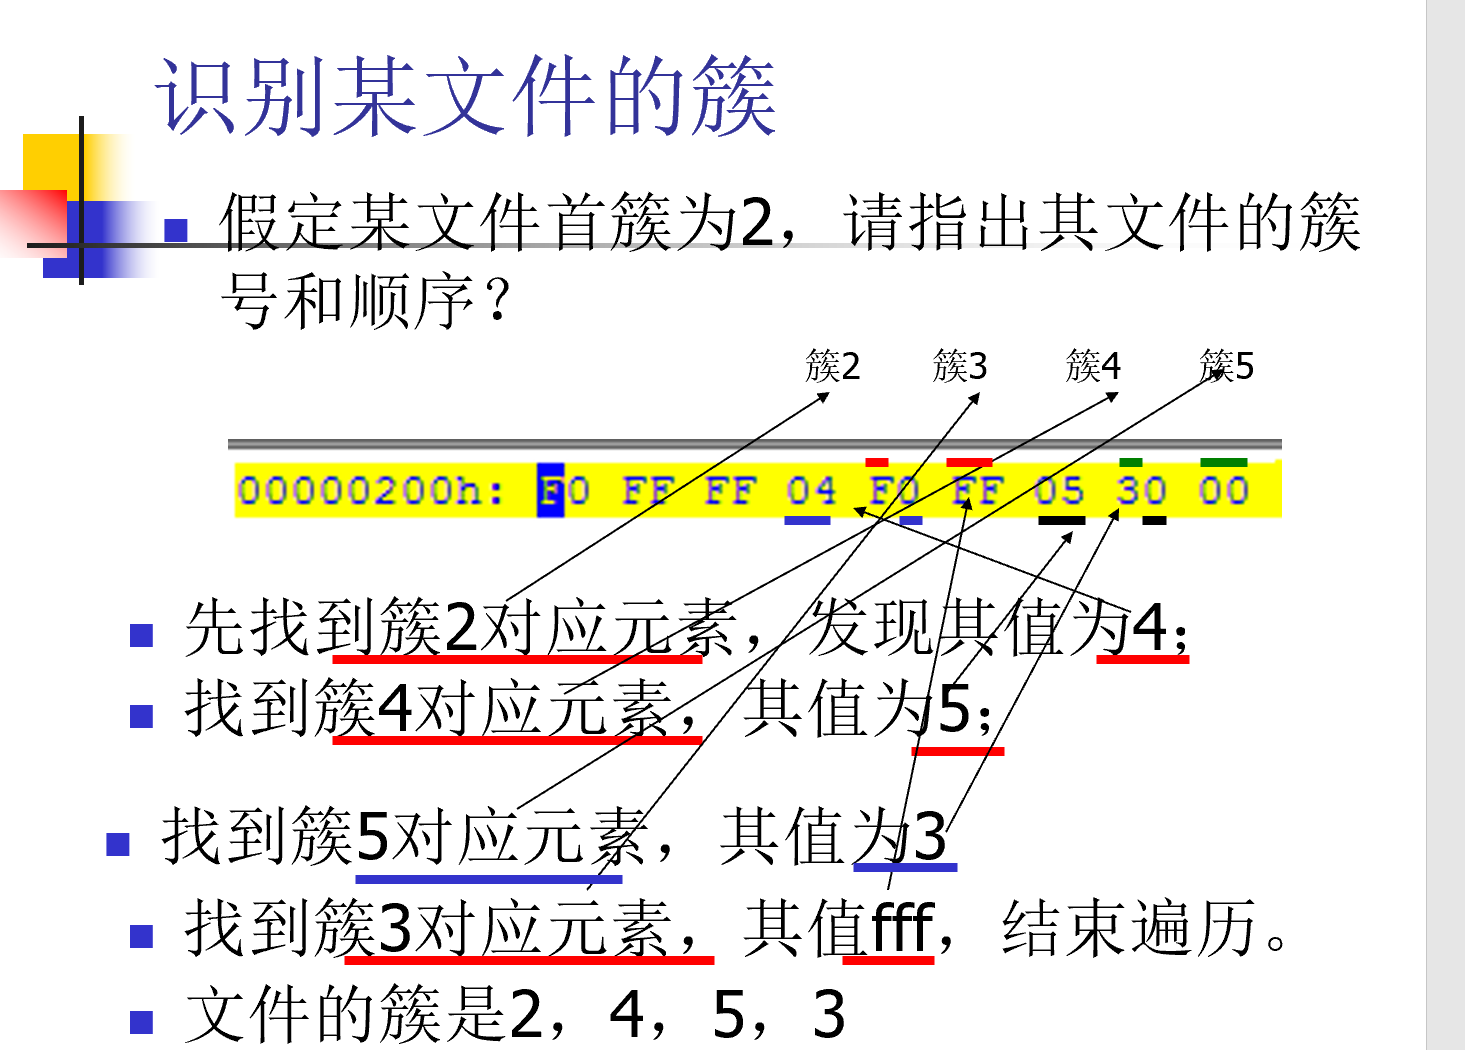 识别某文件的簇
假定某文件首簇为2，请指出其文件的簇
号和顺序？
簇2 簇3 簇4 簇5
00000200h: F0 FF FF 04 F0 FF 05 30 00
先找到簇2对应元素，发现其值为4；
找到簇4对应元素，其值为5；
找到簇5对应元素，其值为3
找到簇3对应元素，其值fff，结束遍历。
文件的簇是2，4，5，3